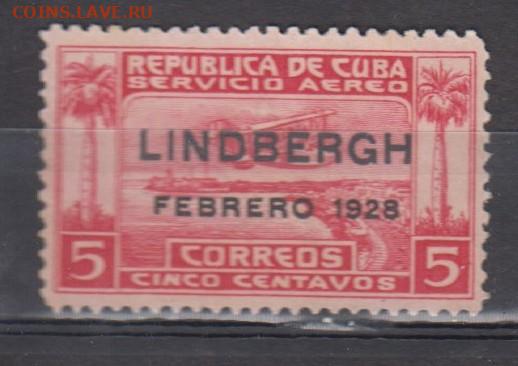 COINS.LAVE.RU
REPUBLICA DE CUBA
SERVICIO AEREO
LINDBERGH
FEBRERO 1928
5 CORREOS 5
CINCO CENTAVOS